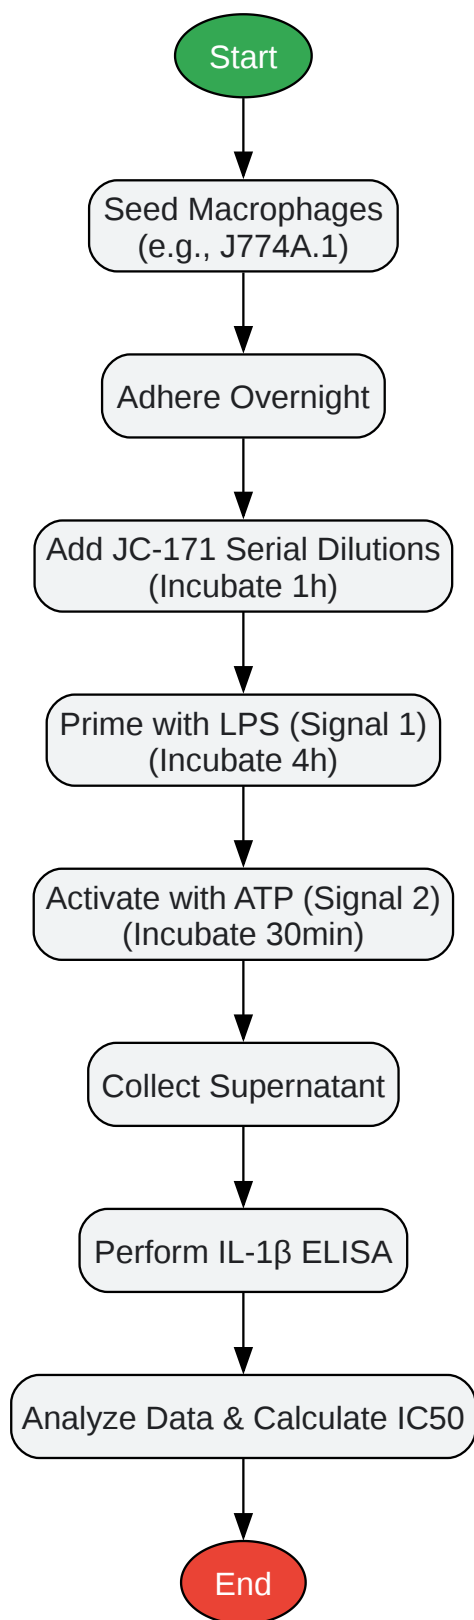 Start
Seed Macrophages
(e.g., J774A.1)
Adhere Overnight
Add JC-171 Serial Dilutions
(Incubate 1h)
Prime with LPS (Signal 1)
(Incubate 4h)
Activate with ATP (Signal 2)
(Incubate 30min)
Collect Supernatant
Perform IL-1β ELISA
Analyze Data & Calculate IC50
End